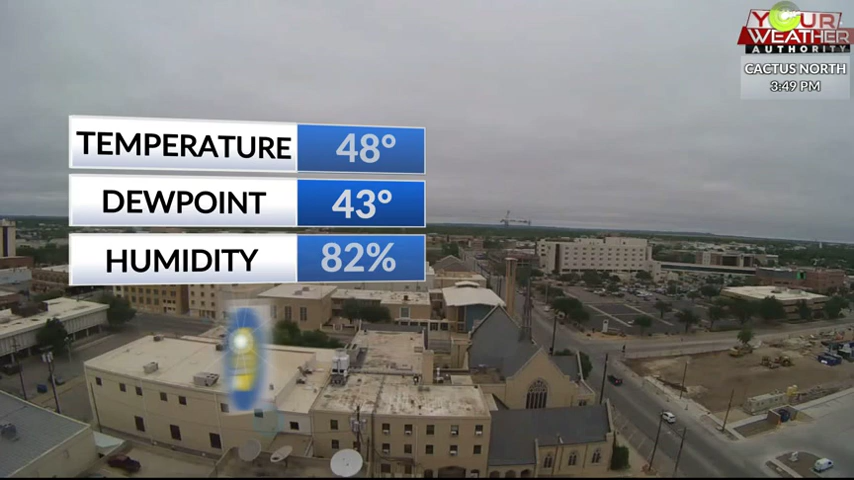 YOUR
WEATHER
AUTHORITY
CACTUS NORTH
3:49 PM
TEMPERATURE 48°
DEWPOINT 43°
HUMIDITY 82%